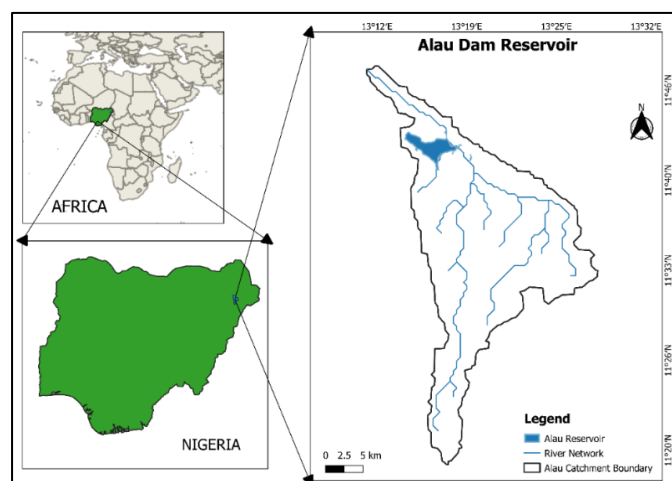 13°12'E 13°19'E 13°25'E 13°32'E
Alau Dam Reservoir
11°46'N
N
11°40'N
AFRICA
11°33'N
11°26'N
NIGERIA
Legend
Alau Reservoir
River Network
Alau Catchment Boundary
0 2.5 5 km
11°20'N